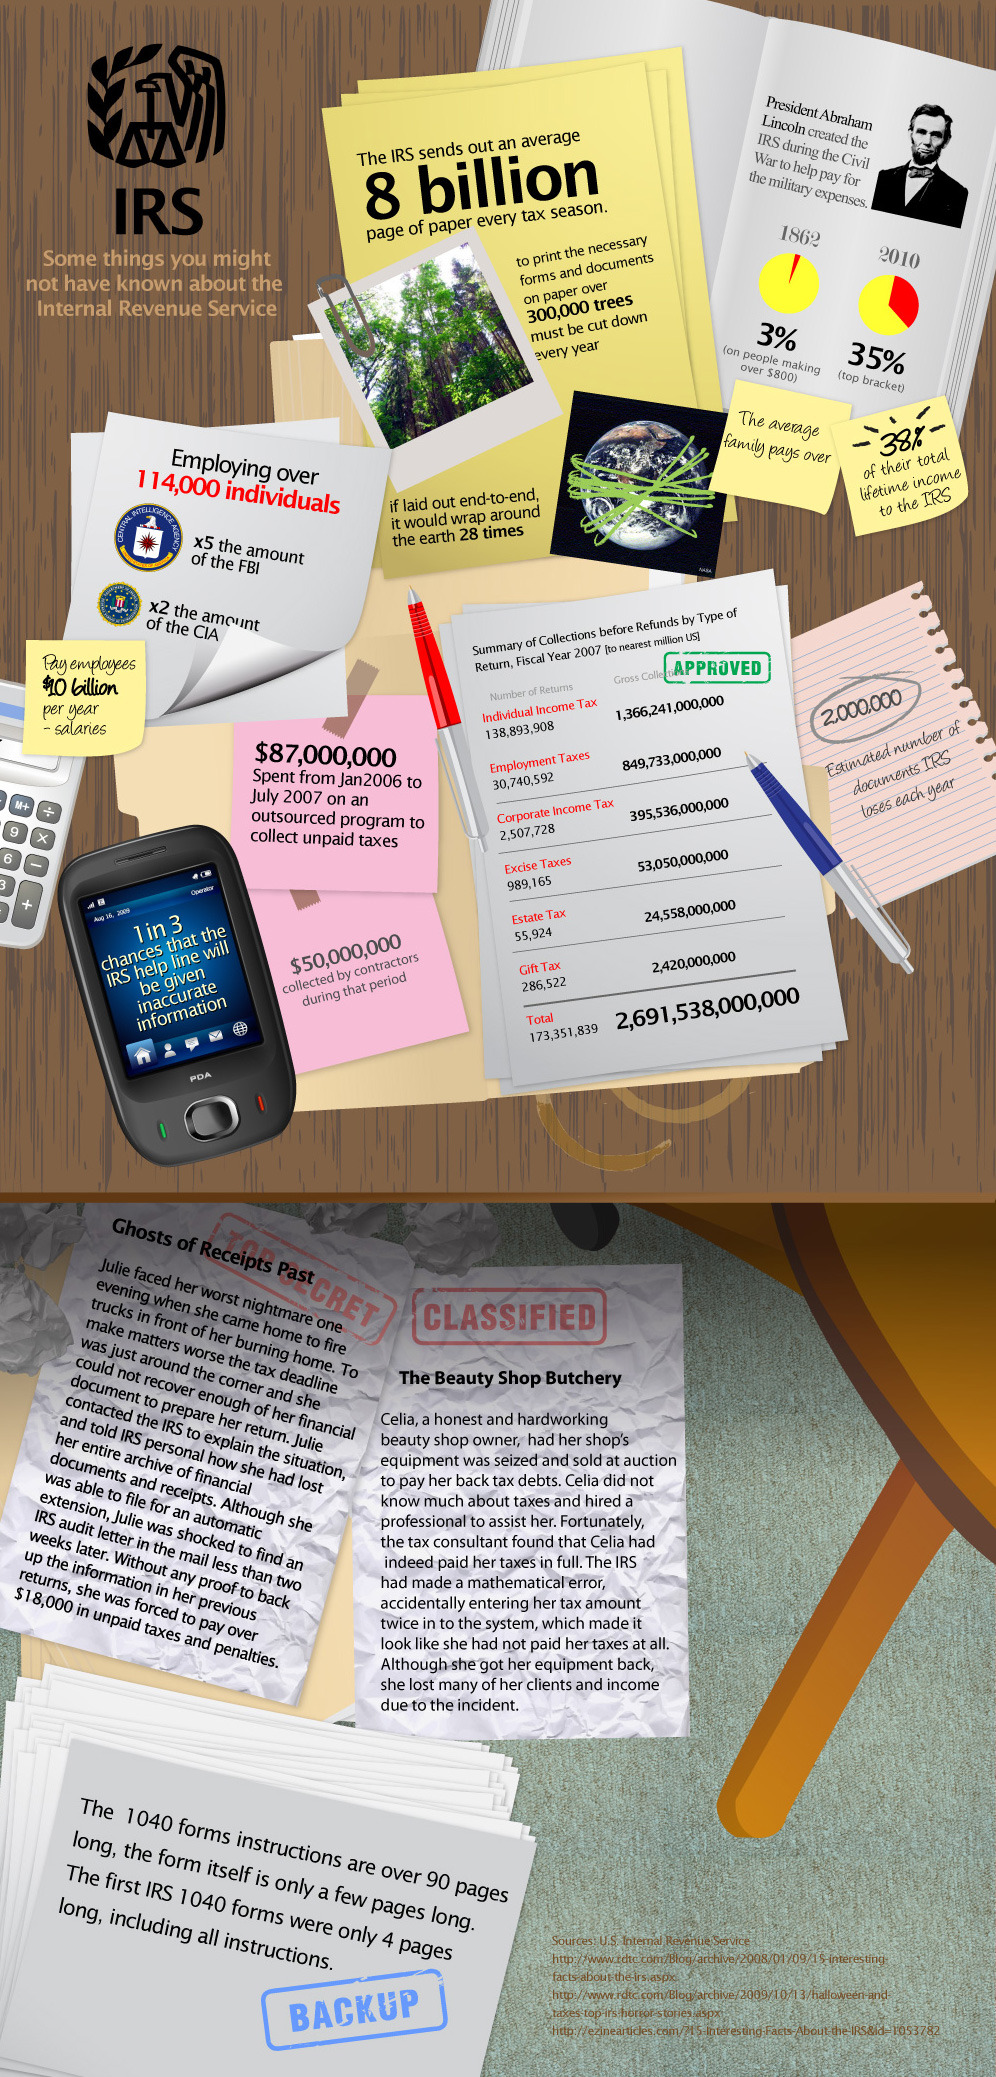 IRS
Some things you might
not have known about the
Internal Revenue Service
The IRS sends out an average
8 billion
page of paper every tax season.
to print the necessary
forms and documents
on paper over
300,000 trees
must be cut down
every year
if laid out end-to-end,
it would wrap around
the earth 28 times
NASA
President Abraham
Lincoln created the
IRS during the Civil
War to help pay for
the military expenses.
1862
3%
(on people making
over $800)
2010
35%
(top bracket)
The average
family pays over
38%
of their total
lifetime income
to the IRS
Employing over
114,000 individuals
CENTRAL INTELLIGENCE AGENCY
x5 the amount
of the FBI
x2 the amount
of the CIA
Pay employees
$10 billion
per year
- salaries
M+ ÷
9 ×
6 −
3 +
$87,000,000
Spent from Jan2006 to
July 2007 on an
outsourced program to
collect unpaid taxes
$50,000,000
collected by contractors
during that period
Operator
Aug 16, 2009
1 in 3
chances that the
IRS help line will
be given
inaccurate
information
PDA
Summary of Collections before Refunds by Type of
Return, Fiscal Year 2007 [to nearest million US]
APPROVED
Number of Returns Gross
Individual Income Tax
138,893,908 1,366,241,000,000
Employment Taxes
30,740,592 849,733,000,000
Corporate Income Tax
2,507,728 395,536,000,000
Excise Taxes
989,165 53,050,000,000
Estate Tax
55,924 24,558,000,000
Gift Tax
286,522 2,420,000,000
Total
173,351,839 2,691,538,000,000
2,000,000
Estimated number of
documents IRS
loses each year
TOP SECRET
Ghosts of Receipts Past
Julie faced her worst nightmare one
evening when she came home to fire
trucks in front of her burning home. To
make matters worse the tax deadline
was just around the corner and she
could not recover enough of her financial
document to prepare her return. Julie
contacted the IRS to explain the situation,
and told IRS personal how she had lost
her entire archive of financial
documents and receipts. Although she
was able to file for an automatic
extension, Julie was shocked to find an
IRS audit letter in the mail less than two
weeks later. Without any proof to back
up the information in her previous
returns, she was forced to pay over
$18,000 in unpaid taxes and penalties.
CLASSIFIED
The Beauty Shop Butchery
Celia, a honest and hardworking
beauty shop owner, had her shop's
equipment was seized and sold at auction
to pay her back tax debts. Celia did not
know much about taxes and hired a
professional to assist her. Fortunately,
the tax consultant found that Celia had
indeed paid her taxes in full. The IRS
had made a mathematical error,
accidentally entering her tax amount
twice in to the system, which made it
look like she had not paid her taxes at all.
Although she got her equipment back,
she lost many of her clients and income
due to the incident.
The 1040 forms instructions are over 90 pages
long, the form itself is only a few pages long.
The first IRS 1040 forms were only 4 pages
long, including all instructions.
BACKUP
Sources: U.S. Internal Revenue Service
http://www.rdtc.com/Blog/archive/2008/01/09/15-interesting-
facts-about-the-irs.aspx
http://www.rdtc.com/Blog/archive/2009/10/13/halloween-and-
taxes-top-irs-horror-stories.aspx
http://ezinearticles.com/?15-Interesting-Facts-About-the-IRS&id=1053782